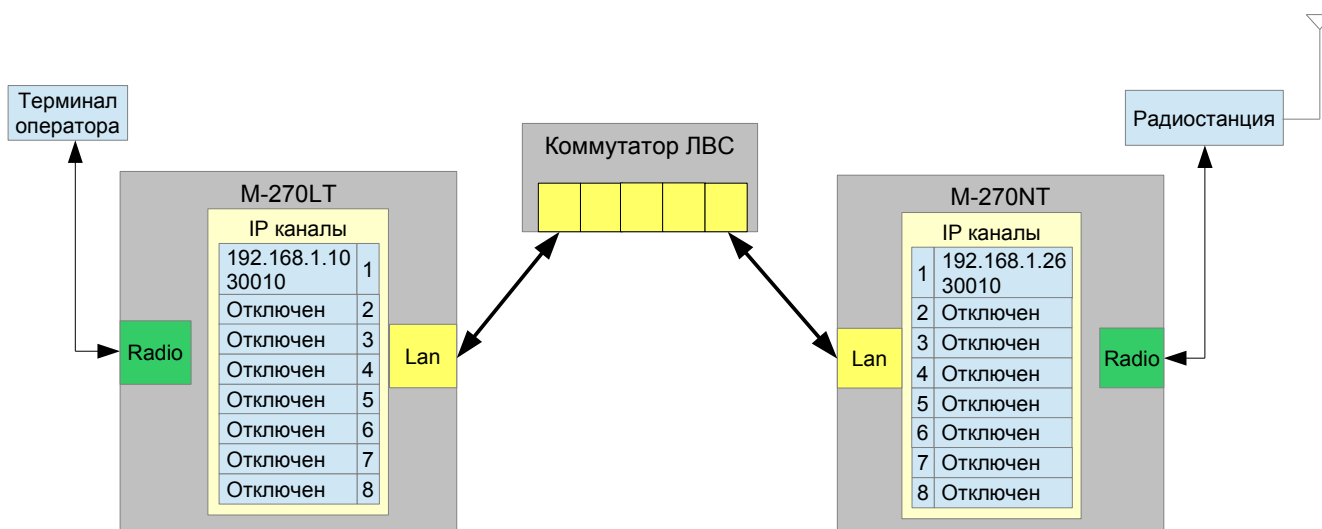 Терминал
оператора
M-270LT
IP каналы
192.168.1.10
30010
1
Отключен 2
Отключен 3
Отключен 4
Отключен 5
Отключен 6
Отключен 7
Отключен 8
Radio
Lan
Коммутатор ЛВС
Радиостанция
M-270NT
IP каналы
1
192.168.1.26
30010
2 Отключен
3 Отключен
4 Отключен
5 Отключен
6 Отключен
7 Отключен
8 Отключен
Lan
Radio